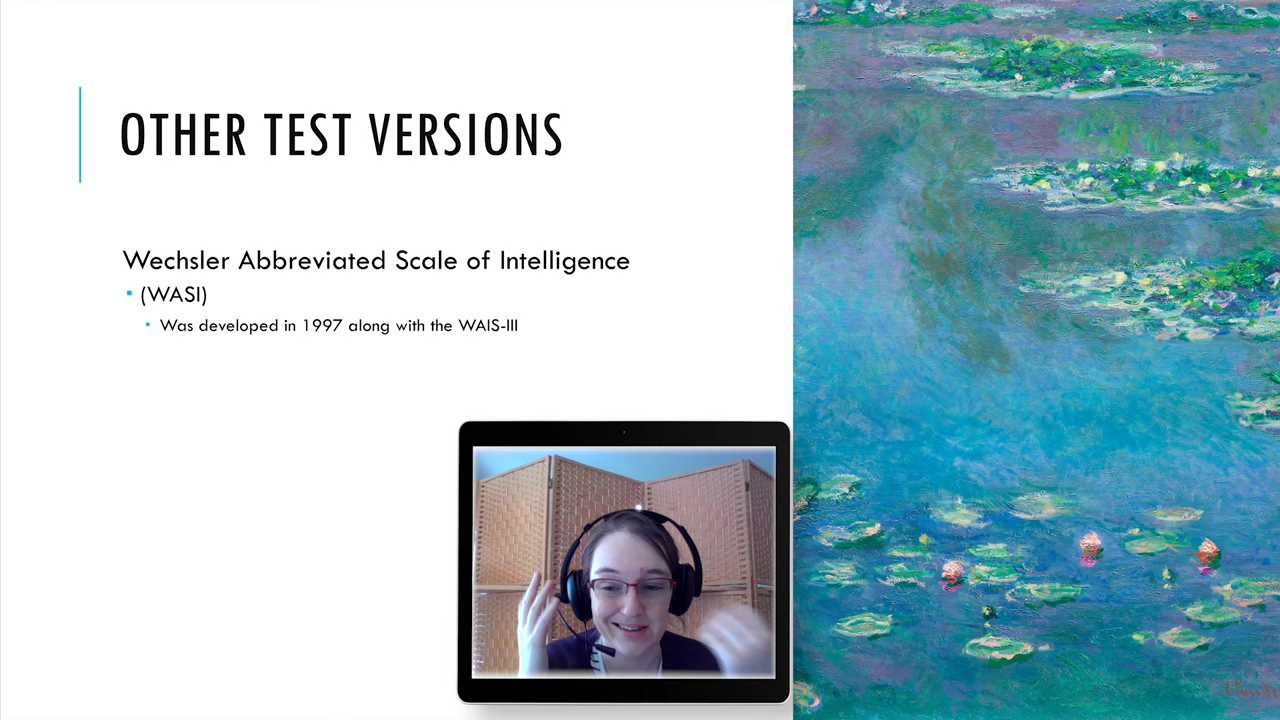 OTHER TEST VERSIONS
Wechsler Abbreviated Scale of Intelligence
(WASI)
Was developed in 1997 along with the WAIS-III